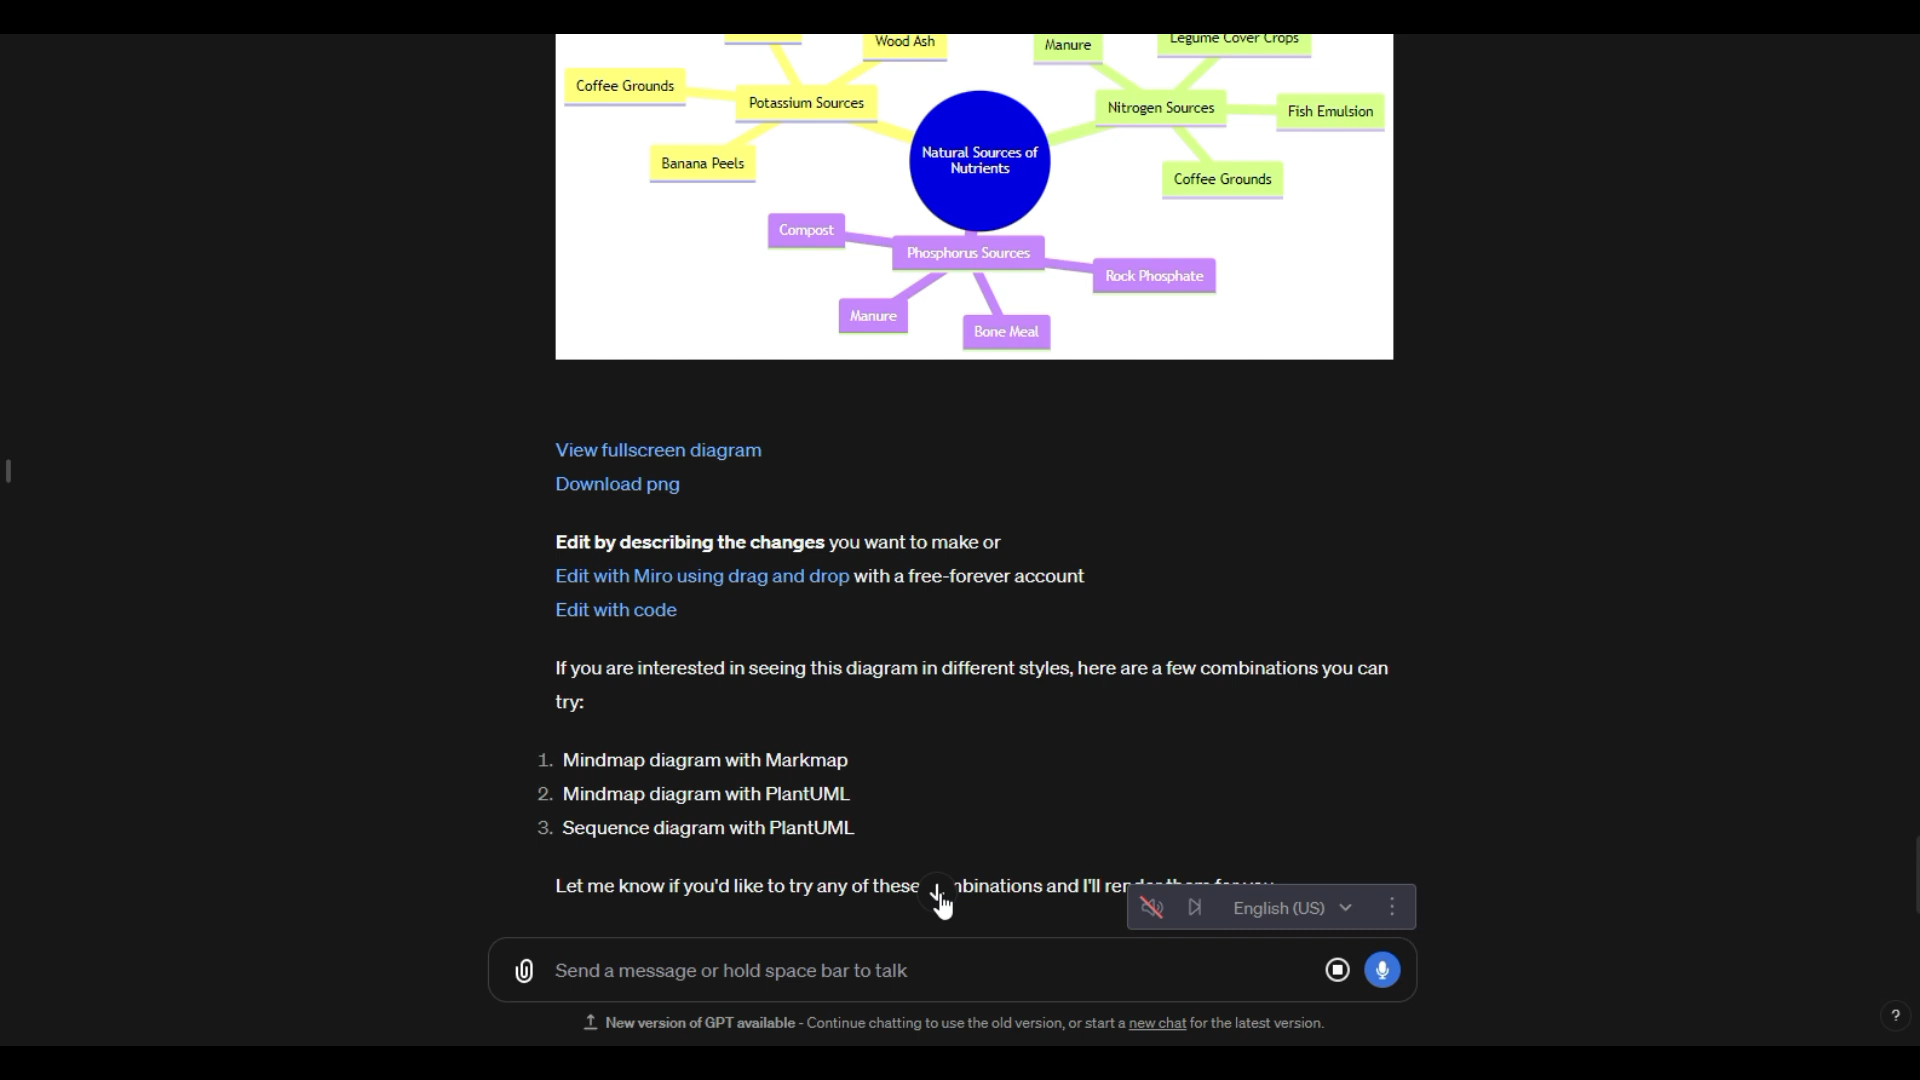 Wood Ash
Manure
Legume Cover Crops
Coffee Grounds
Potassium Sources
Nitrogen Sources
Fish Emulsion
Natural Sources of
Nutrients
Banana Peels
Coffee Grounds
Compost
Phosphorus Sources
Rock Phosphate
Manure
Bone Meal
View fullscreen diagram
Download png
Edit by describing the changes you want to make or
Edit with Miro using drag and drop with a free-forever account
Edit with code
If you are interested in seeing this diagram in different styles, here are a few combinations you can
try:
1. Mindmap diagram with Markmap
2. Mindmap diagram with PlantUML
3. Sequence diagram with PlantUML
Let me know if you'd like to try any of these combinations and I'll render them for you
English (US)
Send a message or hold space bar to talk
New version of GPT available - Continue chatting to use the old version, or start a new chat for the latest version.
?